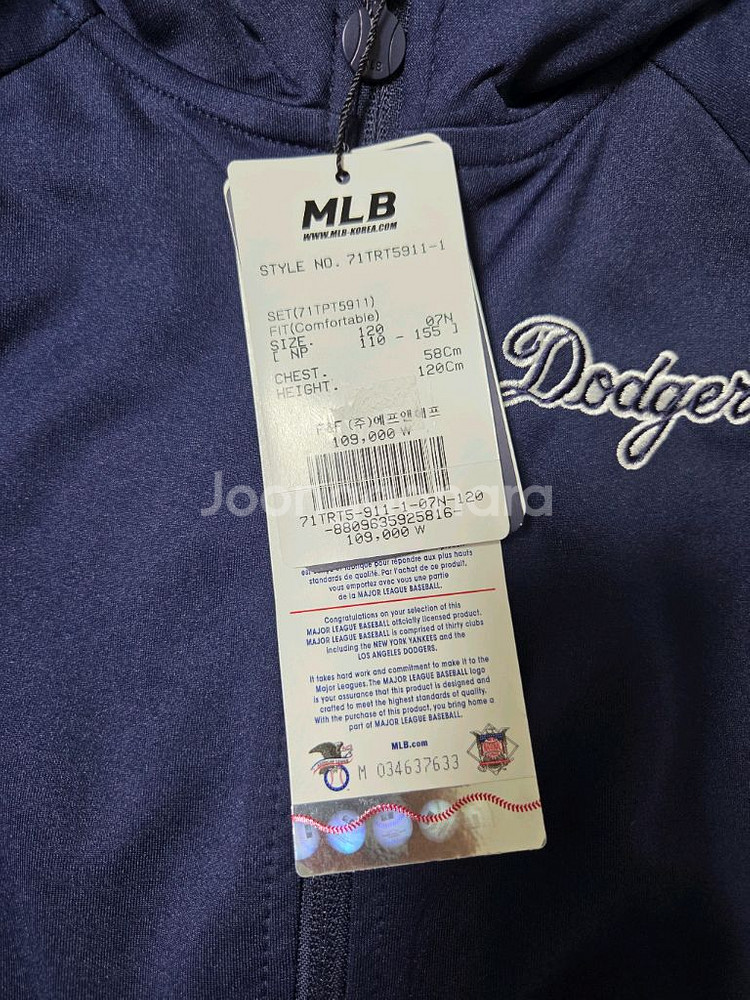 MLB
WWW.MLB-KOREA.COM
STYLE NO. 71TRT5911-1
SET(71TPT5911)
FIT(Comfortable)
SIZE. 120 07N
[ NP 110 - 155 ]
CHEST. 58Cm
HEIGHT. 120Cm
F&F (주)에프앤에프
109,000 W
71TRT5-911-1-07N-120
-8809635925816-
109,000 W
Dodger
Joongonara
pour répondre aux plus hauts
standards de qualité. Par l'achat de ce produit,
vous emportez avec vous une partie
de la MAJOR LEAGUE BASEBALL.
Congratulations on your selection of this
MAJOR LEAGUE BASEBALL officially licensed product.
MAJOR LEAGUE BASEBALL is comprised of thirty clubs
including the NEW YORK YANKEES and the
LOS ANGELES DODGERS.
It takes hard work and commitment to make it to the
Major Leagues. The MAJOR LEAGUE BASEBALL logo
is your assurance that this product is designed and
crafted to meet the highest standards of quality.
With the purchase of this product, you bring home a
part of MAJOR LEAGUE BASEBALL.
MLB.com
M 034637633